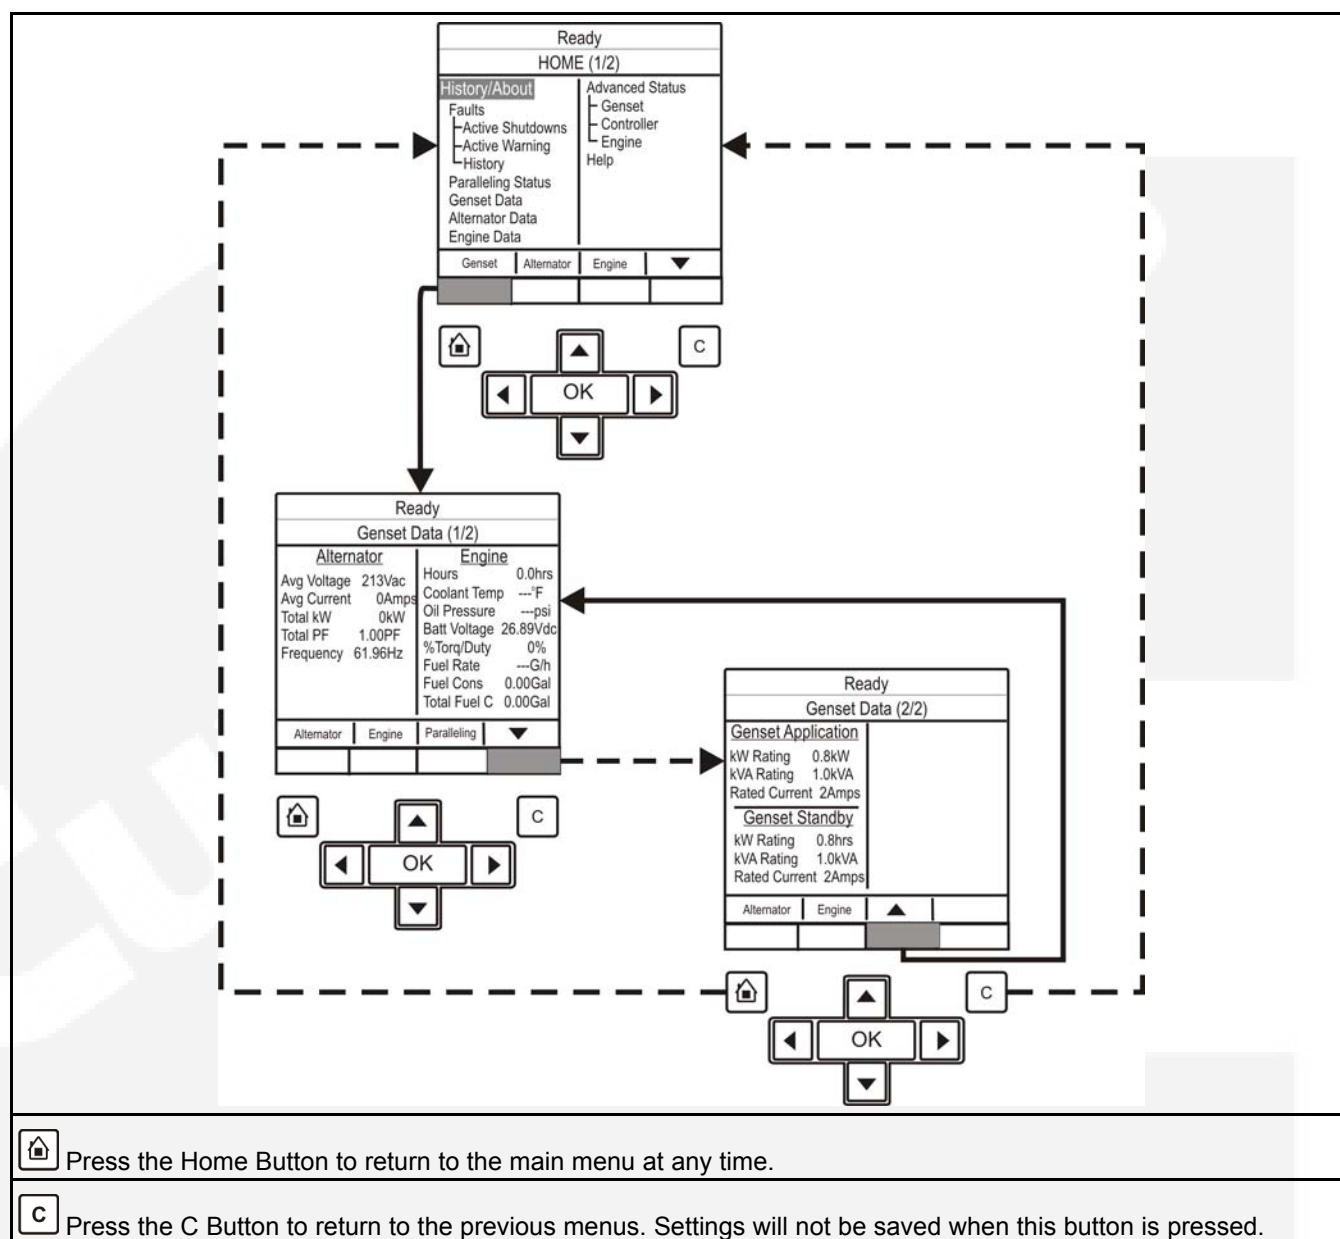 Ready
HOME (1/2)
History/About
Faults
Active Shutdowns
Active Warning
History
Paralleling Status
Genset Data
Alternator Data
Engine Data
Advanced Status
Genset
Controller
Engine
Help
Genset Alternator Engine
C
OK
Ready
Genset Data (1/2)
Alternator
Avg Voltage 213Vac
Avg Current 0Amps
Total kW 0kW
Total PF 1.00PF
Frequency 61.96Hz
Engine
Hours 0.0hrs
Coolant Temp ---°F
Oil Pressure ---psi
Batt Voltage 26.89Vdc
%Torq/Duty 0%
Fuel Rate ---G/h
Fuel Cons 0.00Gal
Total Fuel C 0.00Gal
Alternator Engine Paralleling
C
OK
Ready
Genset Data (2/2)
Genset Application
kW Rating 0.8kW
kVA Rating 1.0kVA
Rated Current 2Amps
Genset Standby
kW Rating 0.8hrs
kVA Rating 1.0kVA
Rated Current 2Amps
Alternator Engine
C
OK
Press the Home Button to return to the main menu at any time.
C Press the C Button to return to the previous menus. Settings will not be saved when this button is pressed.